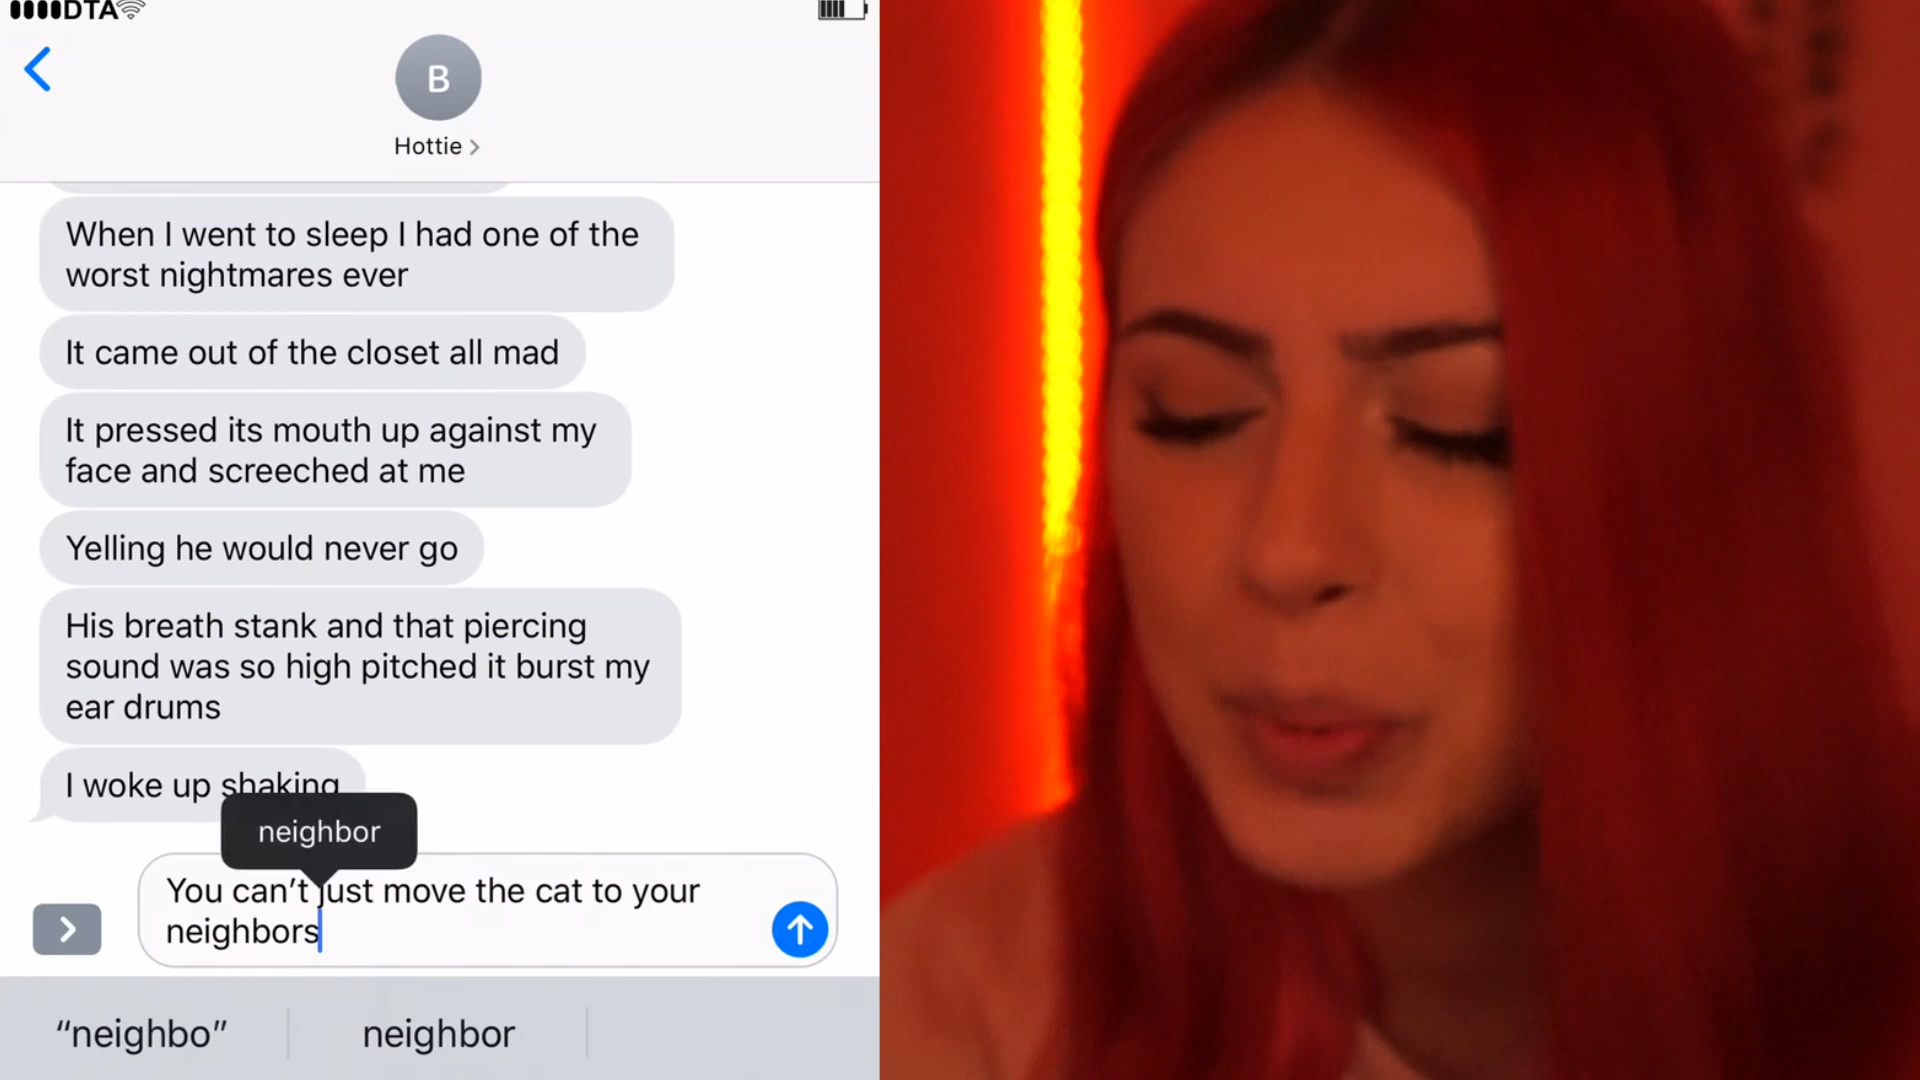 DTA
B
Hottie >
When I went to sleep I had one of the
worst nightmares ever
It came out of the closet all mad
It pressed its mouth up against my
face and screeched at me
Yelling he would never go
His breath stank and that piercing
sound was so high pitched it burst my
ear drums
I woke up shaking
neighbor
You can’t just move the cat to your
neighbors
“neighbo” neighbor